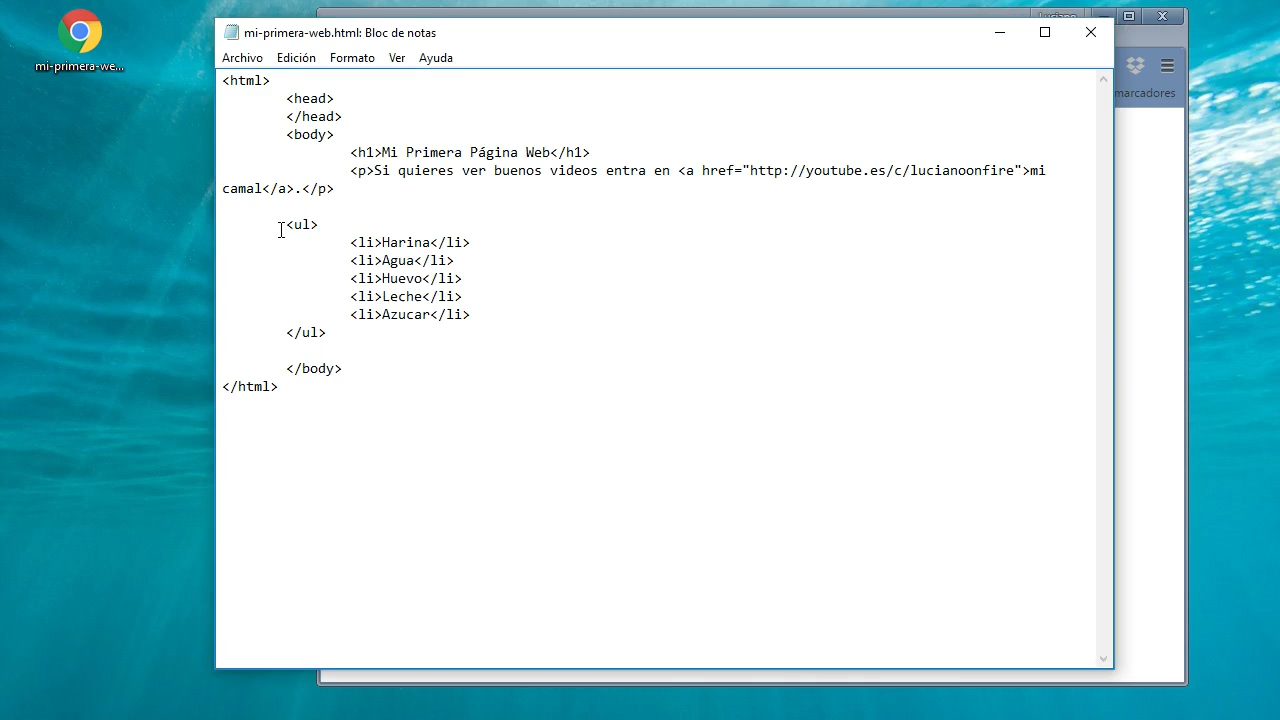 mi-primera-we...
Luciano
mi-primera-web.html: Bloc de notas
Archivo Edición Formato Ver Ayuda
marcadores
<html>
<head>
</head>
<body>
<h1>Mi Primera Página Web</h1>
<p>Si quieres ver buenos videos entra en <a href="http://youtube.es/c/lucianoonfire">mi
camal</a>.</p>
<ul>
<li>Harina</li>
<li>Agua</li>
<li>Huevo</li>
<li>Leche</li>
<li>Azucar</li>
</ul>
</body>
</html>